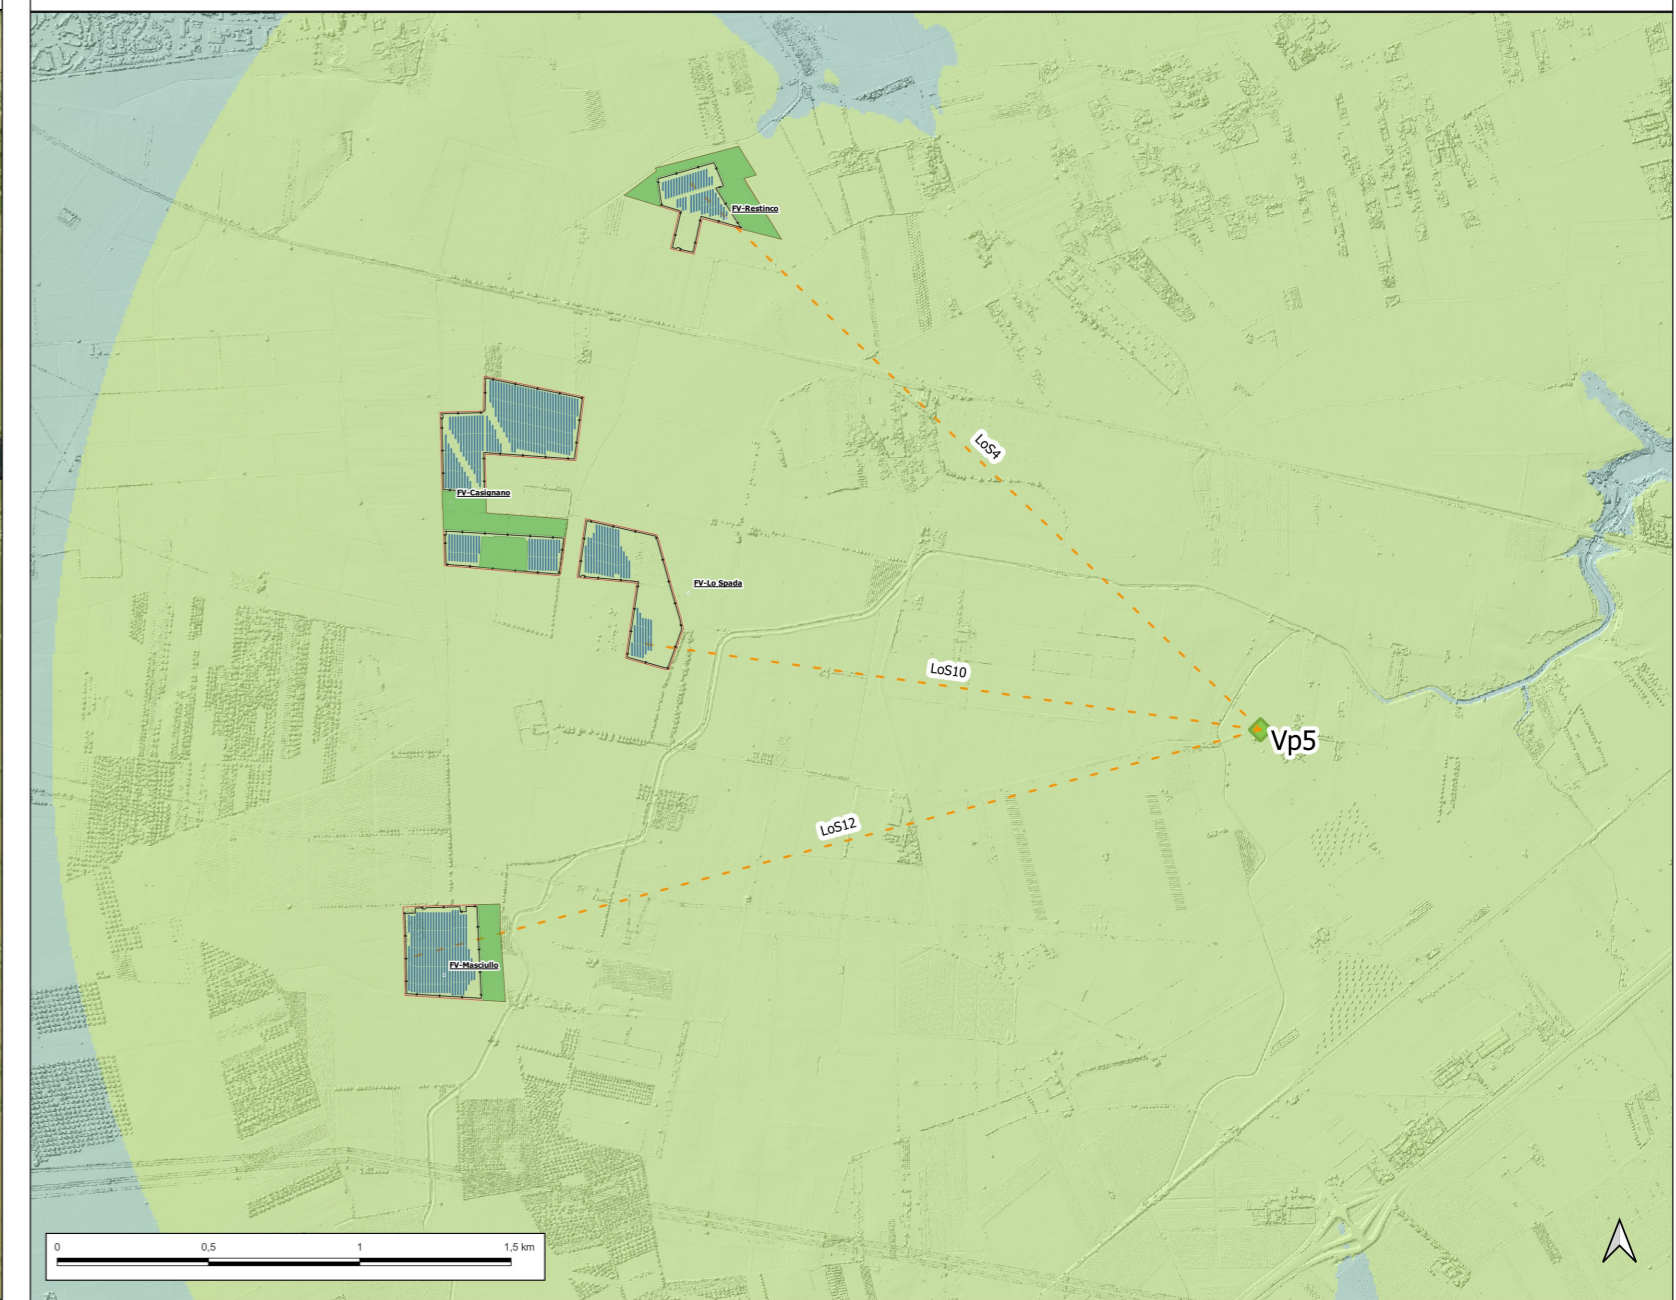 FV-Restinco
LoS4
FV-Casignano
FV-Lo Spada
LoS10
Vp5
LoS12
FV-Masciullo
0 0,5 1 1,5 km